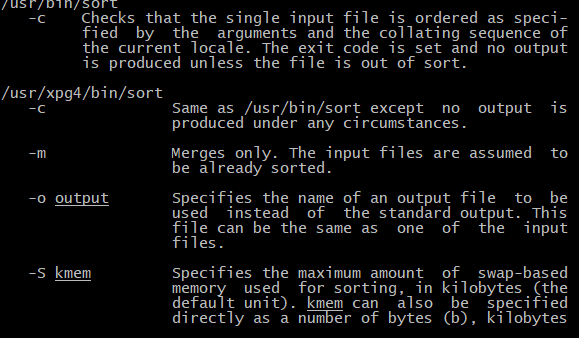 /usr/bin/sort
-c Checks that the single input file is ordered as speci-
fied by the arguments and the collating sequence of
the current locale. The exit code is set and no output
is produced unless the file is out of sort.
/usr/xpg4/bin/sort
-c Same as /usr/bin/sort except no output is
produced under any circumstances.
-m Merges only. The input files are assumed to
be already sorted.
-o output Specifies the name of an output file to be
used instead of the standard output. This
file can be the same as one of the input
files.
-S kmem Specifies the maximum amount of swap-based
memory used for sorting, in kilobytes (the
default unit). kmem can also be specified
directly as a number of bytes (b), kilobytes